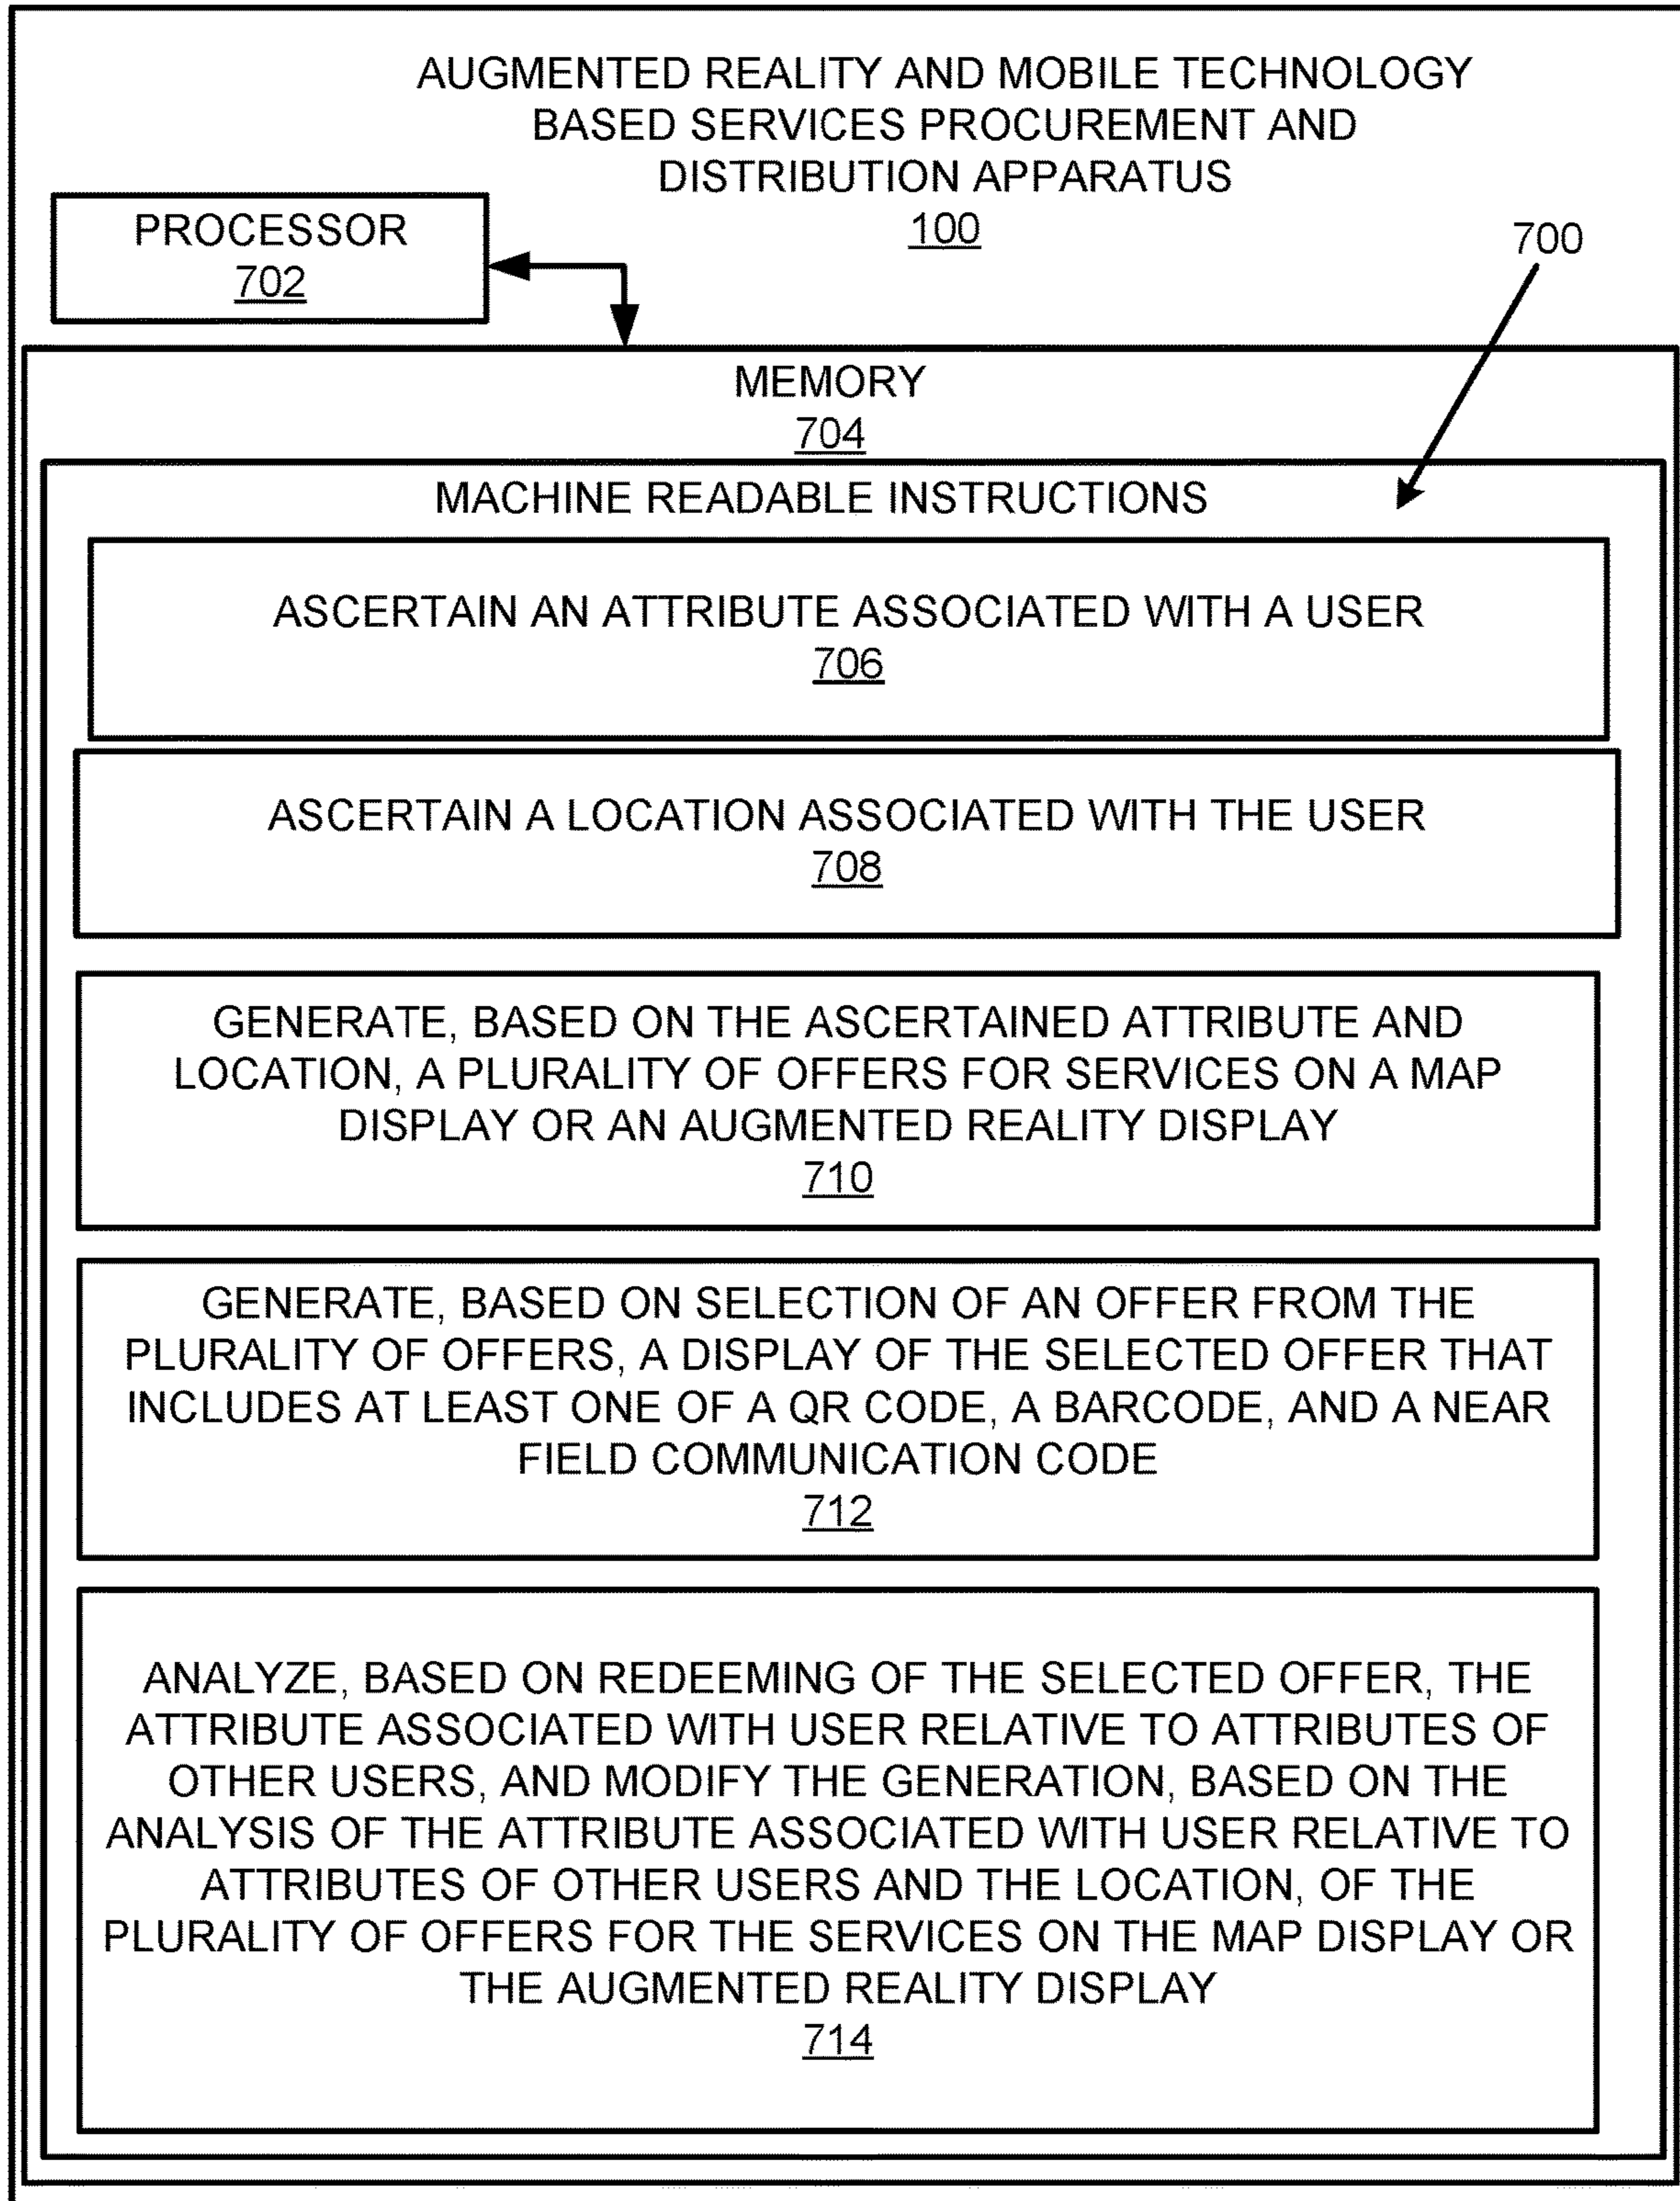 AUGMENTED REALITY AND MOBILE TECHNOLOGY
BASED SERVICES PROCUREMENT AND
DISTRIBUTION APPARATUS
100
PROCESSOR
702
700
MEMORY
704
MACHINE READABLE INSTRUCTIONS
ASCERTAIN AN ATTRIBUTE ASSOCIATED WITH A USER
706
ASCERTAIN A LOCATION ASSOCIATED WITH THE USER
708
GENERATE, BASED ON THE ASCERTAINED ATTRIBUTE AND
LOCATION, A PLURALITY OF OFFERS FOR SERVICES ON A MAP
DISPLAY OR AN AUGMENTED REALITY DISPLAY
710
GENERATE, BASED ON SELECTION OF AN OFFER FROM THE
PLURALITY OF OFFERS, A DISPLAY OF THE SELECTED OFFER THAT
INCLUDES AT LEAST ONE OF A QR CODE, A BARCODE, AND A NEAR
FIELD COMMUNICATION CODE
712
ANALYZE, BASED ON REDEEMING OF THE SELECTED OFFER, THE
ATTRIBUTE ASSOCIATED WITH USER RELATIVE TO ATTRIBUTES OF
OTHER USERS, AND MODIFY THE GENERATION, BASED ON THE
ANALYSIS OF THE ATTRIBUTE ASSOCIATED WITH USER RELATIVE TO
ATTRIBUTES OF OTHER USERS AND THE LOCATION, OF THE
PLURALITY OF OFFERS FOR THE SERVICES ON THE MAP DISPLAY OR
THE AUGMENTED REALITY DISPLAY
714